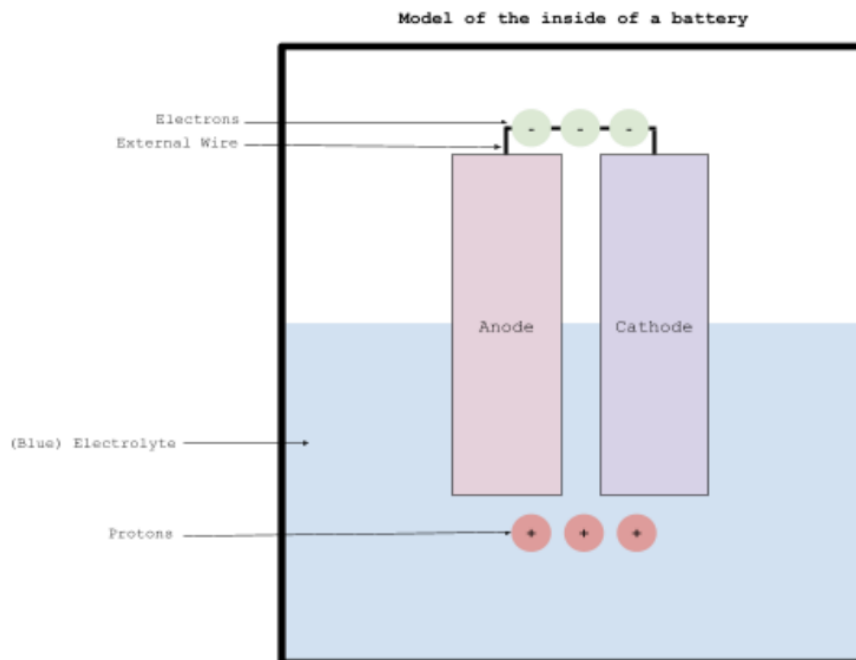 Model of the inside of a battery
Electrons
- - -
External Wire
Anode
Cathode
(Blue) Electrolyte
Protons
+ + +